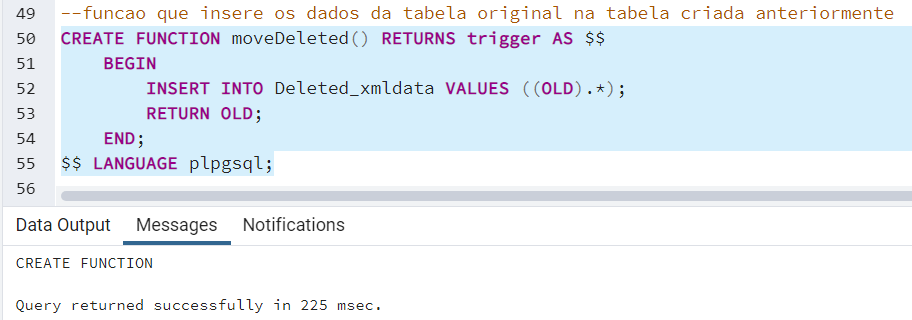 49 --funcao que insere os dados da tabela original na tabela criada anteriormente
50 CREATE FUNCTION moveDeleted() RETURNS trigger AS $$
51     BEGIN
52         INSERT INTO Deleted_xmldata VALUES ((OLD).*);
53         RETURN OLD;
54     END;
55 $$ LANGUAGE plpgsql;
56
Data Output Messages Notifications
CREATE FUNCTION
Query returned successfully in 225 msec.